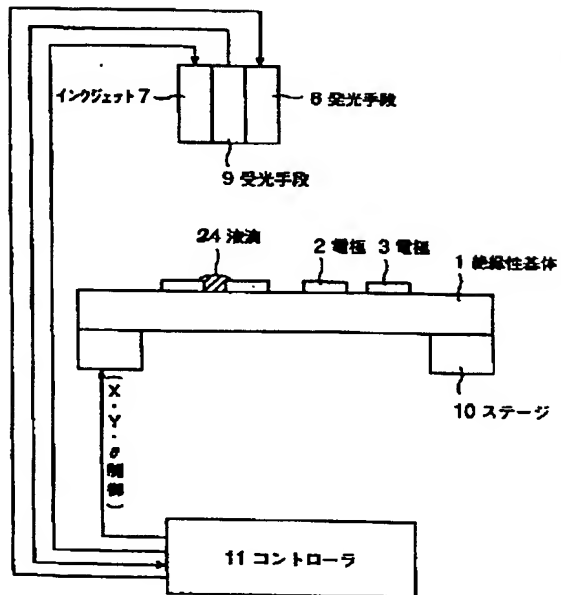 インクジェット 7
8 発光手段
9 受光手段
24 液滴
2 電極
3 電極
1 絶縁性基体
10 ステージ
(X・Y・θ制御)
11 コントローラ